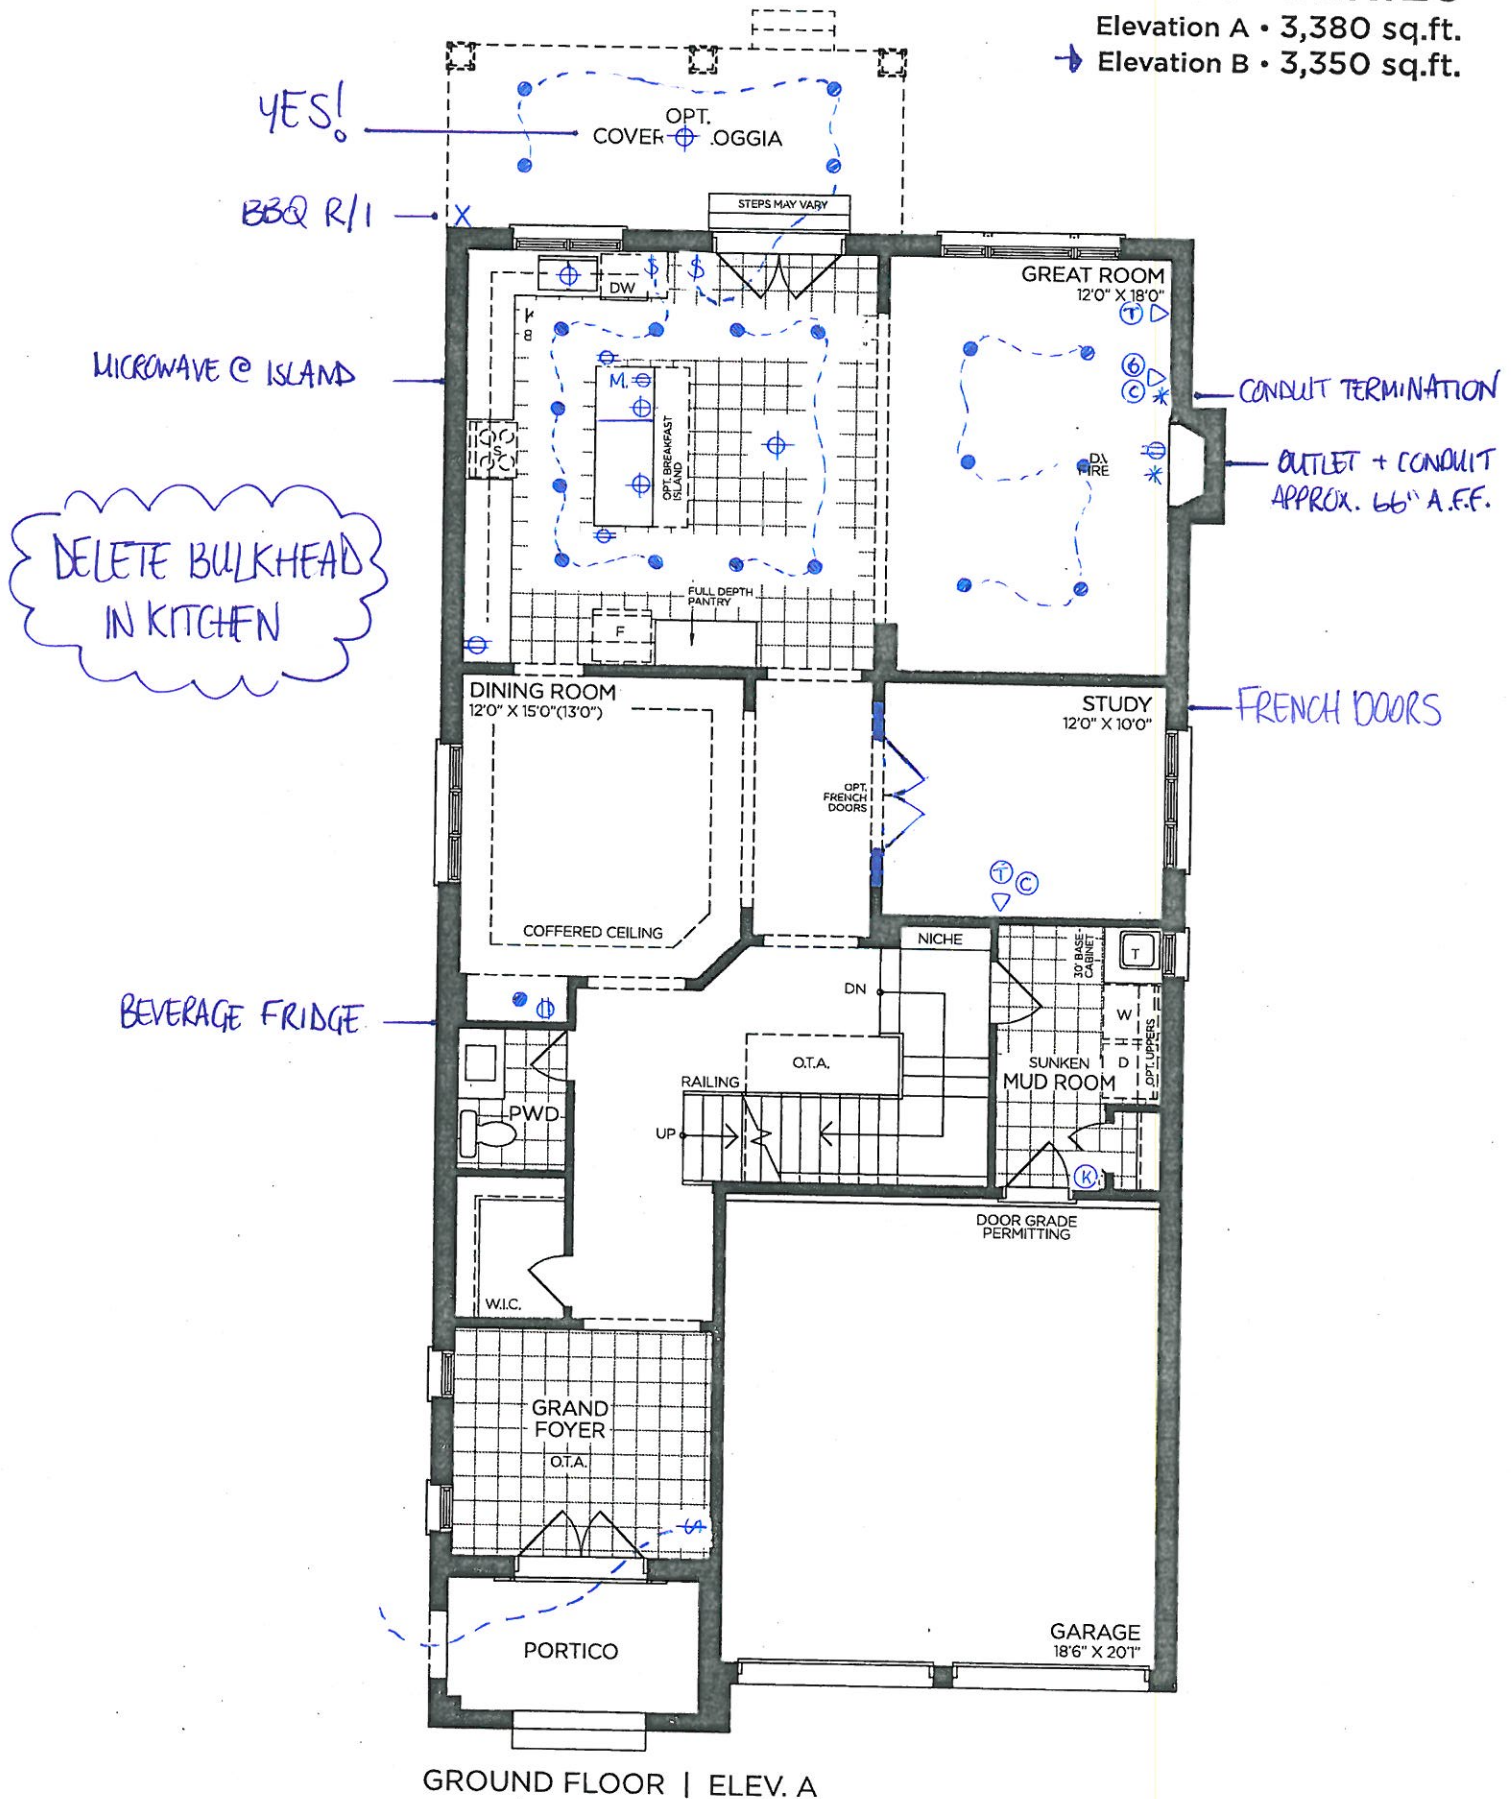 Elevation A • 3,380 sq.ft.
Elevation B • 3,350 sq.ft.
YES!
OPT.
COVER OGGIA
BBQ R/I
STEPS MAY VARY
GREAT ROOM
12'0" X 18'0"
DW
T
6
C
MICROWAVE @ ISLAND
M.
OPT. BREAKFAST
ISLAND
CONDUIT TERMINATION
FIRE
OUTLET + CONDUIT
APPROX. 66" A.F.F.
DELETE BULKHEAD
IN KITCHEN
FULL DEPTH
PANTRY
F
DINING ROOM
12'0" X 15'0"(13'0")
STUDY
12'0" X 10'0"
FRENCH DOORS
OPT.
FRENCH
DOORS
T C
COFFERED CEILING
NICHE
30" BASE-
CABINET
T
DN
BEVERAGE FRIDGE
W
D
OPT. UPPERS
O.T.A.
SUNKEN
MUD ROOM
RAILING
PWD
UP
K
DOOR GRADE
PERMITTING
W.I.C.
GRAND
FOYER
O.T.A.
PORTICO
GARAGE
18'6" X 20'1"
GROUND FLOOR | ELEV. A